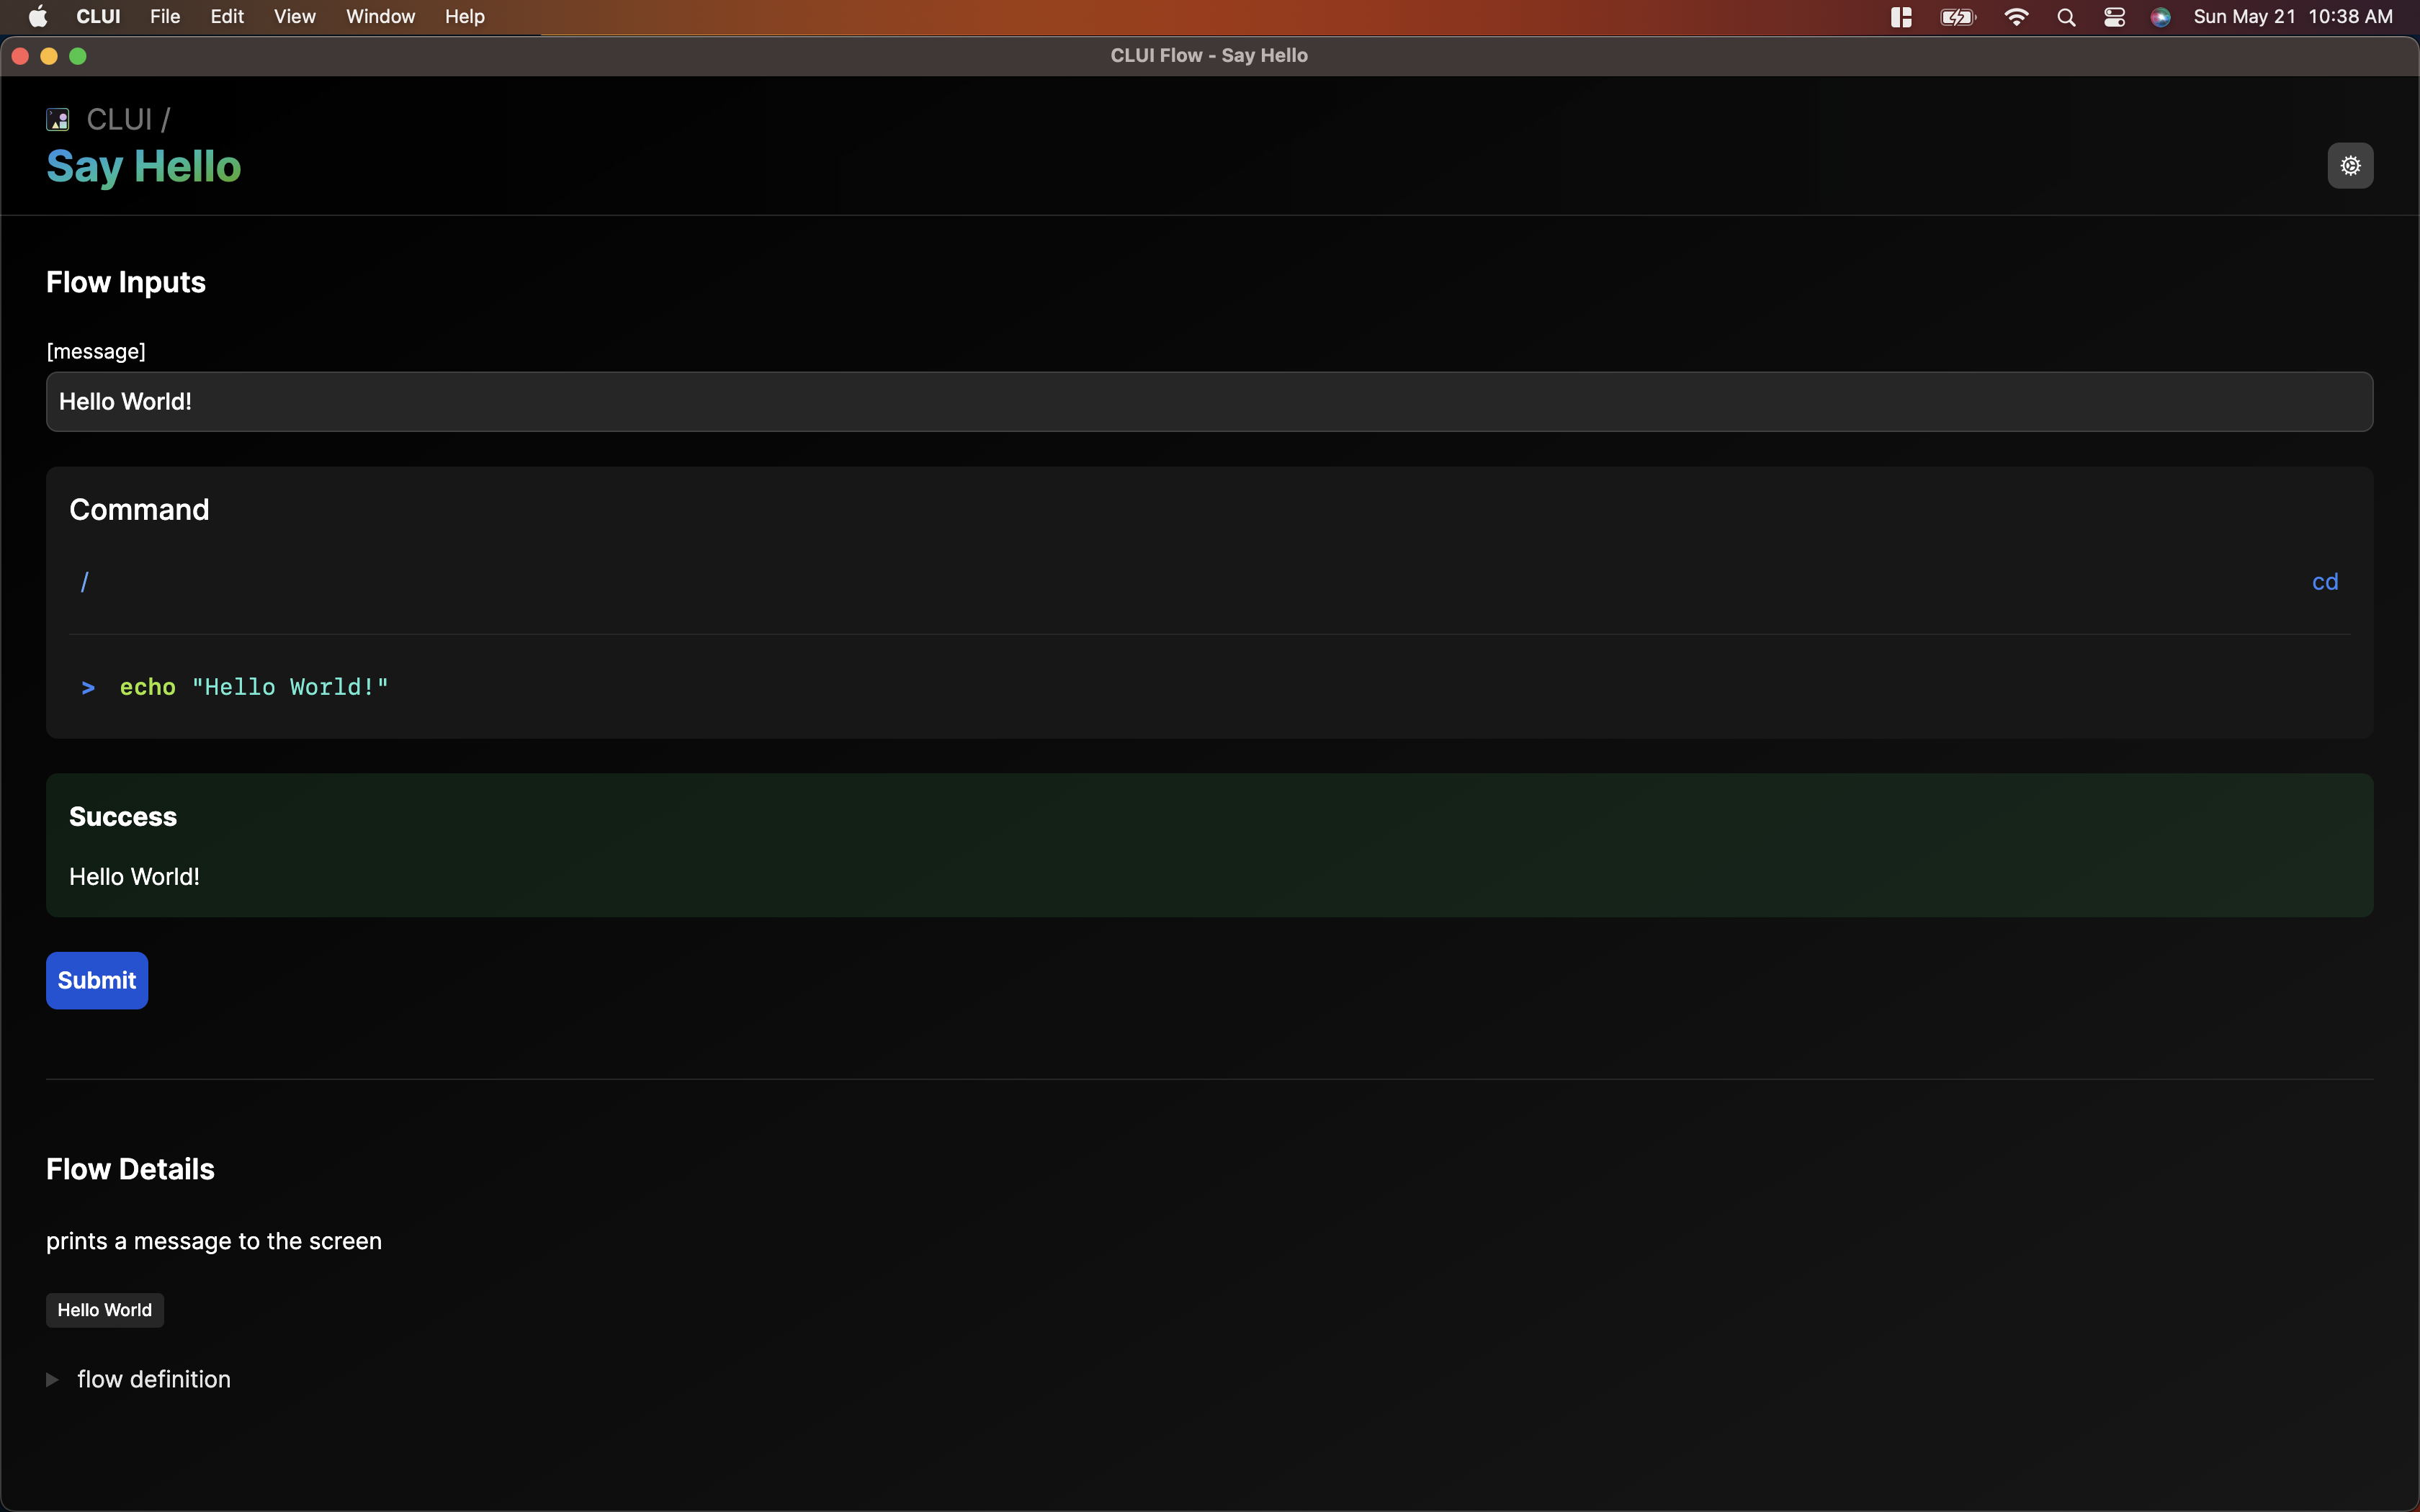 CLUI File Edit View Window Help Sun May 21 10:38 AM
CLUI Flow - Say Hello
CLUI /
Say Hello
Flow Inputs
[message]
Hello World!
Command
/ cd
> echo "Hello World!"
Success
Hello World!
Submit
Flow Details
prints a message to the screen
Hello World
flow definition